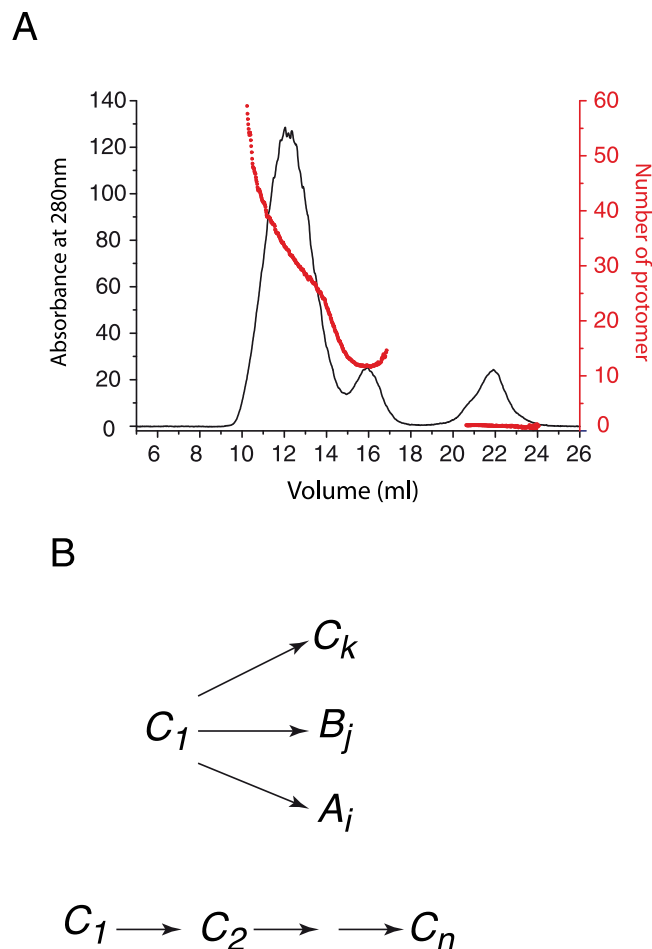 A
Absorbance at 280nm
140
120
100
80
60
40
20
0
60
50
40
30
20
10
0
Number of protomer
6 8 10 12 14 16 18 20 22 24 26
Volume (ml)
B
C_k
C_1 B_j
A_i
C_1 C_2 C_n